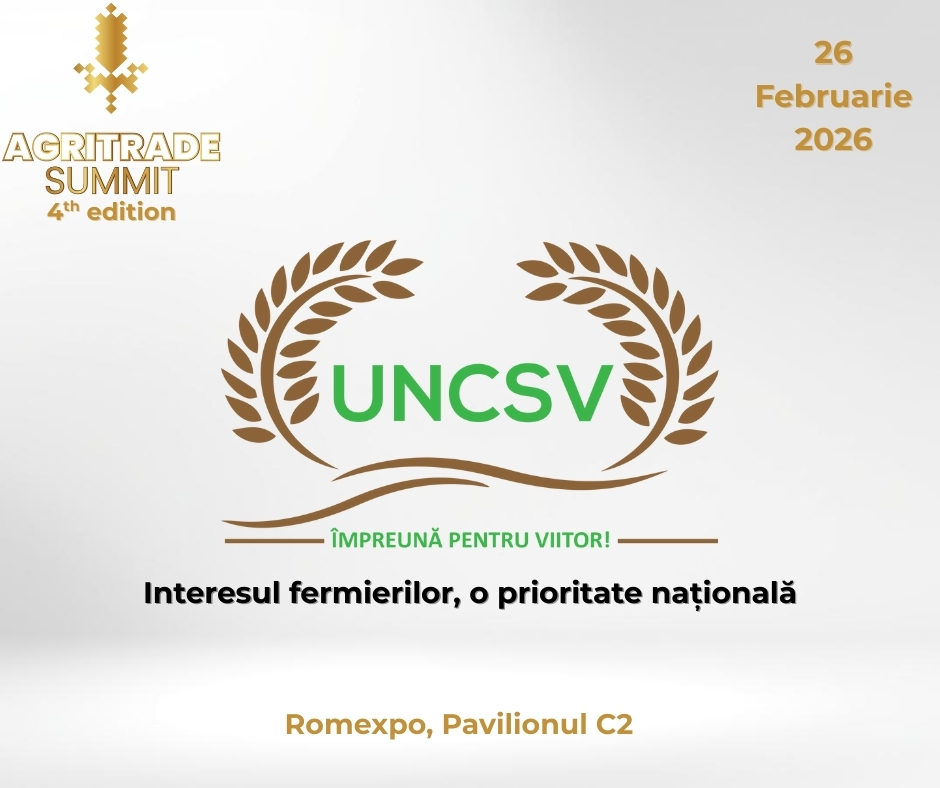 AGRITRADE
SUMMIT
4th edition
26
Februarie
2026
UNCSV
ÎMPREUNĂ PENTRU VIITOR!
Interesul fermierilor, o prioritate națională
Romexpo, Pavilionul C2